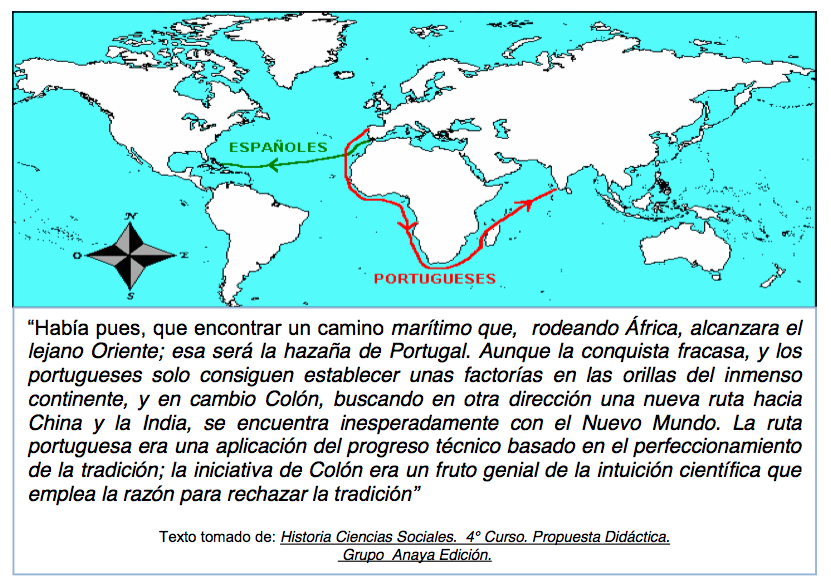 ESPAÑOLES
PORTUGUESES
N
O
E
S
“Había pues, que encontrar un camino marítimo que, rodeando África, alcanzara el
lejano Oriente; esa será la hazaña de Portugal. Aunque la conquista fracasa, y los
portugueses solo consiguen establecer unas factorías en las orillas del inmenso
continente, y en cambio Colón, buscando en otra dirección una nueva ruta hacia
China y la India, se encuentra inesperadamente con el Nuevo Mundo. La ruta
portuguesa era una aplicación del progreso técnico basado en el perfeccionamiento
de la tradición; la iniciativa de Colón era un fruto genial de la intuición científica que
emplea la razón para rechazar la tradición”
Texto tomado de: Historia Ciencias Sociales. 4° Curso. Propuesta Didáctica.
Grupo Anaya Edición.